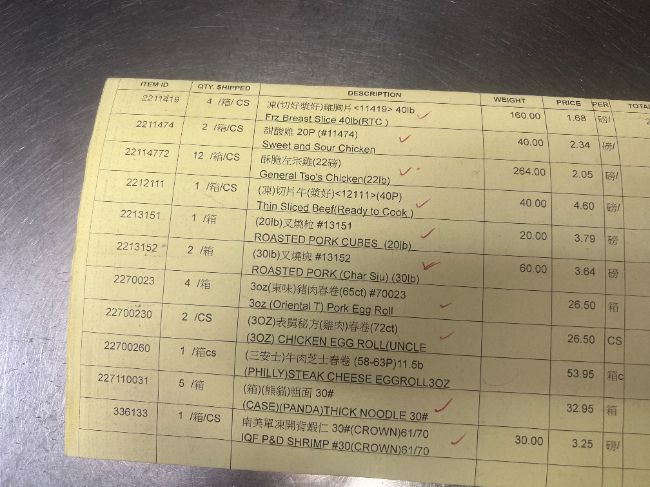 ITEM ID QTY. SHIPPED DESCRIPTION WEIGHT PRICE PER TOTAL
2211419 4 /箱/ CS 凍(切好漿好)雞胸片<11419> 40lb 160.00 1.68 磅/
Frz Breast Slice 40lb(RTC )
2211474 2 /箱/CS 甜酸雞 20P (#11474) 40.00 2.34 磅/
Sweet and Sour Chicken
22114772 12 /箱/CS 酥脆左宗雞(22磅) 264.00 2.05 磅/
General Tso's Chicken(22lb)
2212111 1 /箱/CS (凍)切片牛(漿好)<12111>(40P) 40.00 4.60 磅/
Thin Sliced Beef(Ready to Cook )
2213151 1 /箱 (20lb)叉燒粒 #13151 20.00 3.79 磅
ROASTED PORK CUBES (20lb)
2213152 2 /箱 (30lb)叉燒塊 #13152 60.00 3.64 磅
ROASTED PORK (Char Siu) (30lb)
2270023 4 /箱 3oz(東味)豬肉春卷(65ct) #70023 26.50 箱
3oz (Oriental T) Pork Egg Roll
22700230 2 /CS (3OZ)表舅秘方(雞肉)春卷(72ct) 26.50 CS
(3OZ) CHICKEN EGG ROLL(UNCLE
22700260 1 /箱cs (三安士)牛肉芝士春卷 (58-63P)11.5b 53.95 箱c
(PHILLY)STEAK CHEESE EGGROLL3OZ
227110031 5 /箱 (箱)(熊貓)粗面 30# 32.95 箱
(CASE)(PANDA)THICK NOODLE 30#
336133 1 /箱/CS 南美單凍開背蝦仁 30#(CROWN)61/70 30.00 3.25 磅/
IQF P&D SHRIMP #30(CROWN)61/70